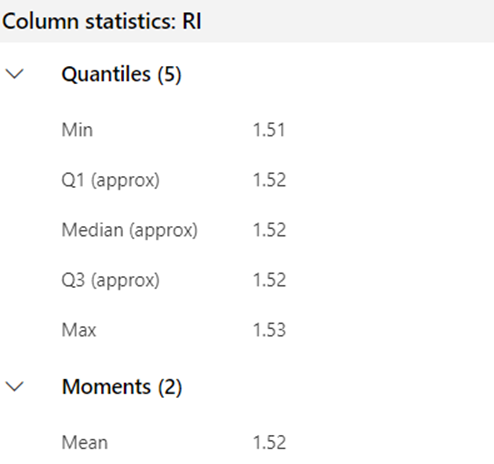 Column statistics: RI
Quantiles (5)
Min 1.51
Q1 (approx) 1.52
Median (approx) 1.52
Q3 (approx) 1.52
Max 1.53
Moments (2)
Mean 1.52